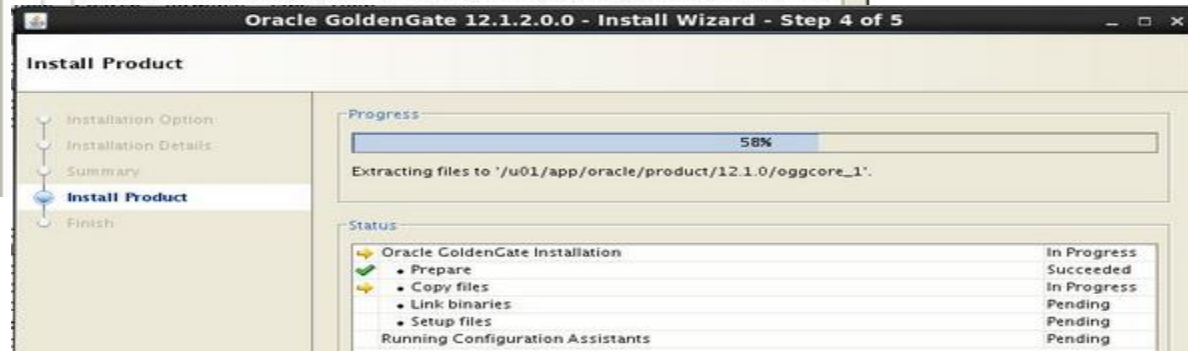 Oracle GoldenGate 12.1.2.0.0 - Install Wizard - Step 4 of 5
Install Product
Installation Option
Installation Details
Summary
Install Product
Finish
Progress
58%
Extracting files to '/u01/app/oracle/product/12.1.0/oggcore_1'.
Status
Oracle GoldenGate Installation In Progress
• Prepare Succeeded
• Copy files In Progress
• Link binaries Pending
• Setup files Pending
Running Configuration Assistants Pending